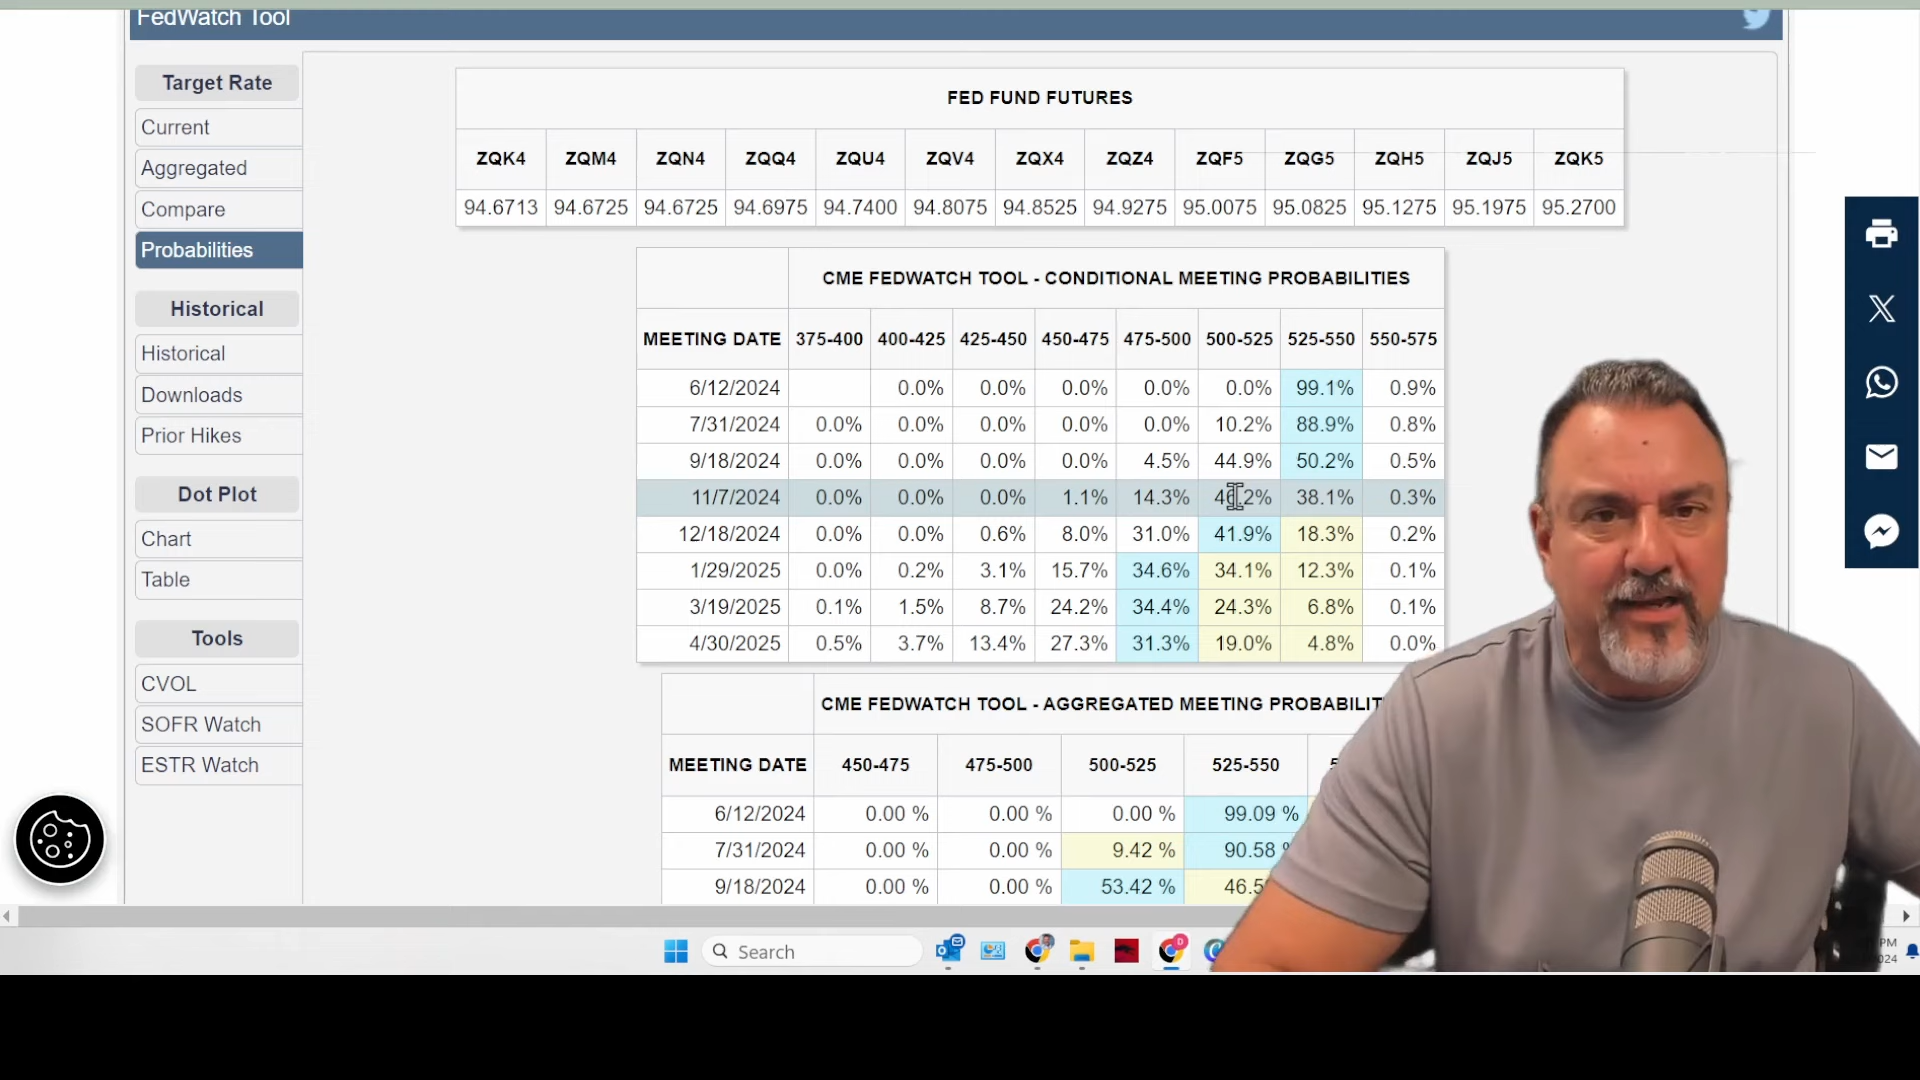 FedWatch Tool
Target Rate
Current
Aggregated
Compare
Probabilities
Historical
Historical
Downloads
Prior Hikes
Dot Plot
Chart
Table
Tools
CVOL
SOFR Watch
ESTR Watch
FED FUND FUTURES
ZQK4 ZQM4 ZQN4 ZQQ4 ZQU4 ZQV4 ZQX4 ZQZ4 ZQF5 ZQG5 ZQH5 ZQJ5 ZQK5
94.6713 94.6725 94.6725 94.6975 94.7400 94.8075 94.8525 94.9275 95.0075 95.0825 95.1275 95.1975 95.2700
CME FEDWATCH TOOL - CONDITIONAL MEETING PROBABILITIES
MEETING DATE 375-400 400-425 425-450 450-475 475-500 500-525 525-550 550-575
6/12/2024 0.0% 0.0% 0.0% 0.0% 0.0% 99.1% 0.9%
7/31/2024 0.0% 0.0% 0.0% 0.0% 0.0% 10.2% 88.9% 0.8%
9/18/2024 0.0% 0.0% 0.0% 0.0% 4.5% 44.9% 50.2% 0.5%
11/7/2024 0.0% 0.0% 0.0% 1.1% 14.3% 38.1% 0.3%
12/18/2024 0.0% 0.0% 0.6% 8.0% 31.0% 41.9% 18.3% 0.2%
1/29/2025 0.0% 0.2% 3.1% 15.7% 34.6% 34.1% 12.3% 0.1%
3/19/2025 0.1% 1.5% 8.7% 24.2% 34.4% 24.3% 6.8% 0.1%
4/30/2025 0.5% 3.7% 13.4% 27.3% 31.3% 19.0% 4.8% 0.0%
CME FEDWATCH TOOL - AGGREGATED MEETING
MEETING DATE 450-475 475-500 500-525 525-550
6/12/2024 0.00 % 0.00 % 0.00 % 99.09 %
7/31/2024 0.00 % 0.00 % 9.42 % 90.58
9/18/2024 0.00 % 0.00 % 53.42 %
Search
PM